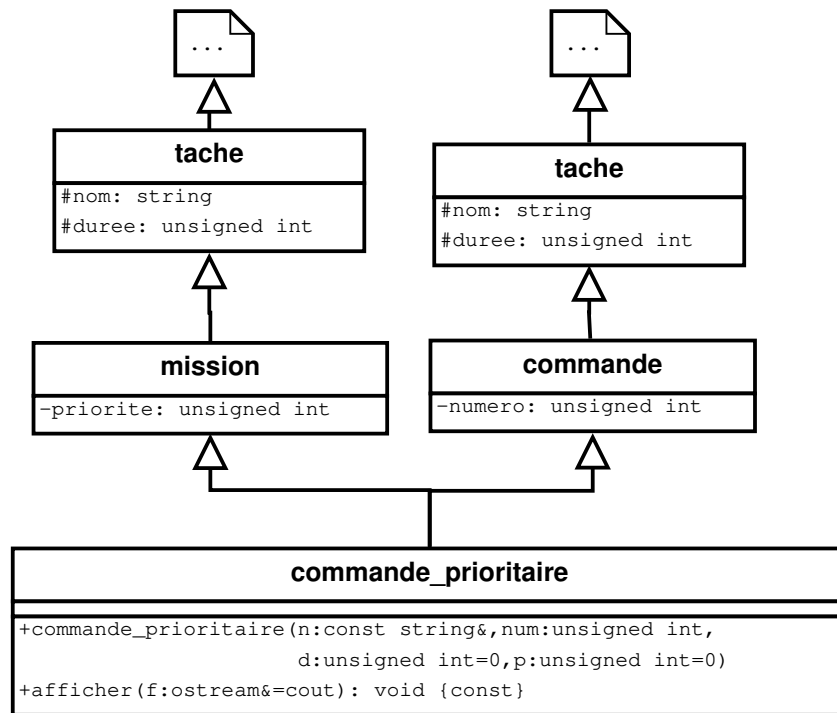 ...
...
tache
#nom: string
#duree: unsigned int
tache
#nom: string
#duree: unsigned int
mission
-priorite: unsigned int
commande
-numero: unsigned int
commande_prioritaire
+commande_prioritaire(n:const string&,num:unsigned int,
d:unsigned int=0,p:unsigned int=0)
+afficher(f:ostream&=cout): void {const}